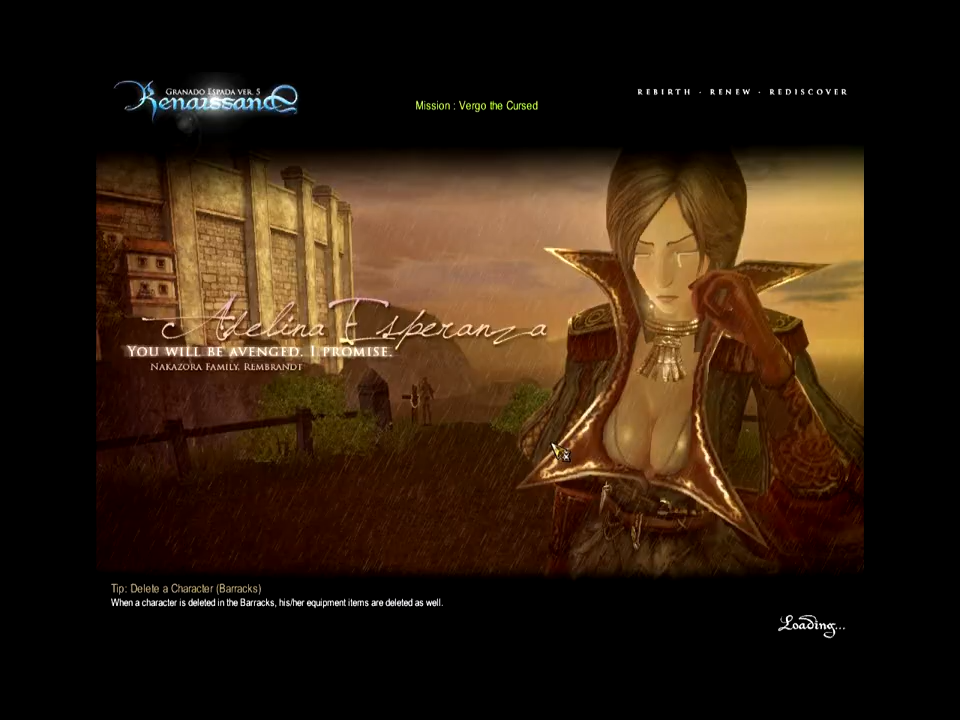 GRANADO ESPADA VER. 5
Renaissance
Mission : Vergo the Cursed
REBIRTH · RENEW · REDISCOVER
Adelina Esperanza
YOU WILL BE AVENGED. I PROMISE.
NAKAZORA FAMILY, REMBRANDT
Tip: Delete a Character (Barracks)
When a character is deleted in the Barracks, his/her equipment items are deleted as well.
Loading...